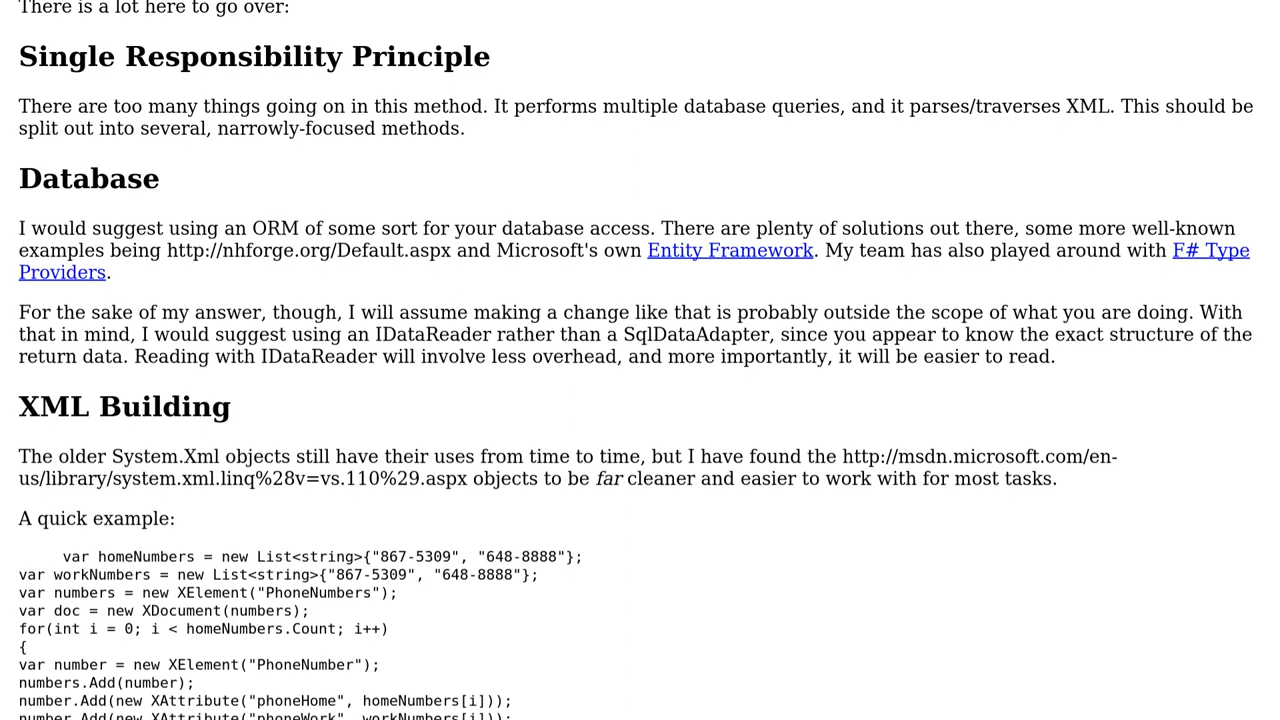 There is a lot here to go over:
Single Responsibility Principle
There are too many things going on in this method. It performs multiple database queries, and it parses/traverses XML. This should be
split out into several, narrowly-focused methods.
Database
I would suggest using an ORM of some sort for your database access. There are plenty of solutions out there, some more well-known
examples being http://nhforge.org/Default.aspx and Microsoft's own Entity Framework. My team has also played around with F# Type
Providers.
For the sake of my answer, though, I will assume making a change like that is probably outside the scope of what you are doing. With
that in mind, I would suggest using an IDataReader rather than a SqlDataAdapter, since you appear to know the exact structure of the
return data. Reading with IDataReader will involve less overhead, and more importantly, it will be easier to read.
XML Building
The older System.Xml objects still have their uses from time to time, but I have found the http://msdn.microsoft.com/en-
us/library/system.xml.linq%28v=vs.110%29.aspx objects to be far cleaner and easier to work with for most tasks.
A quick example:
var homeNumbers = new List<string>{"867-5309", "648-8888"};
var workNumbers = new List<string>{"867-5309", "648-8888"};
var numbers = new XElement("PhoneNumbers");
var doc = new XDocument(numbers);
for(int i = 0; i < homeNumbers.Count; i++)
{
var number = new XElement("PhoneNumber");
numbers.Add(number);
number.Add(new XAttribute("phoneHome", homeNumbers[i]));
number.Add(new XAttribute("phoneWork", workNumbers[i]));